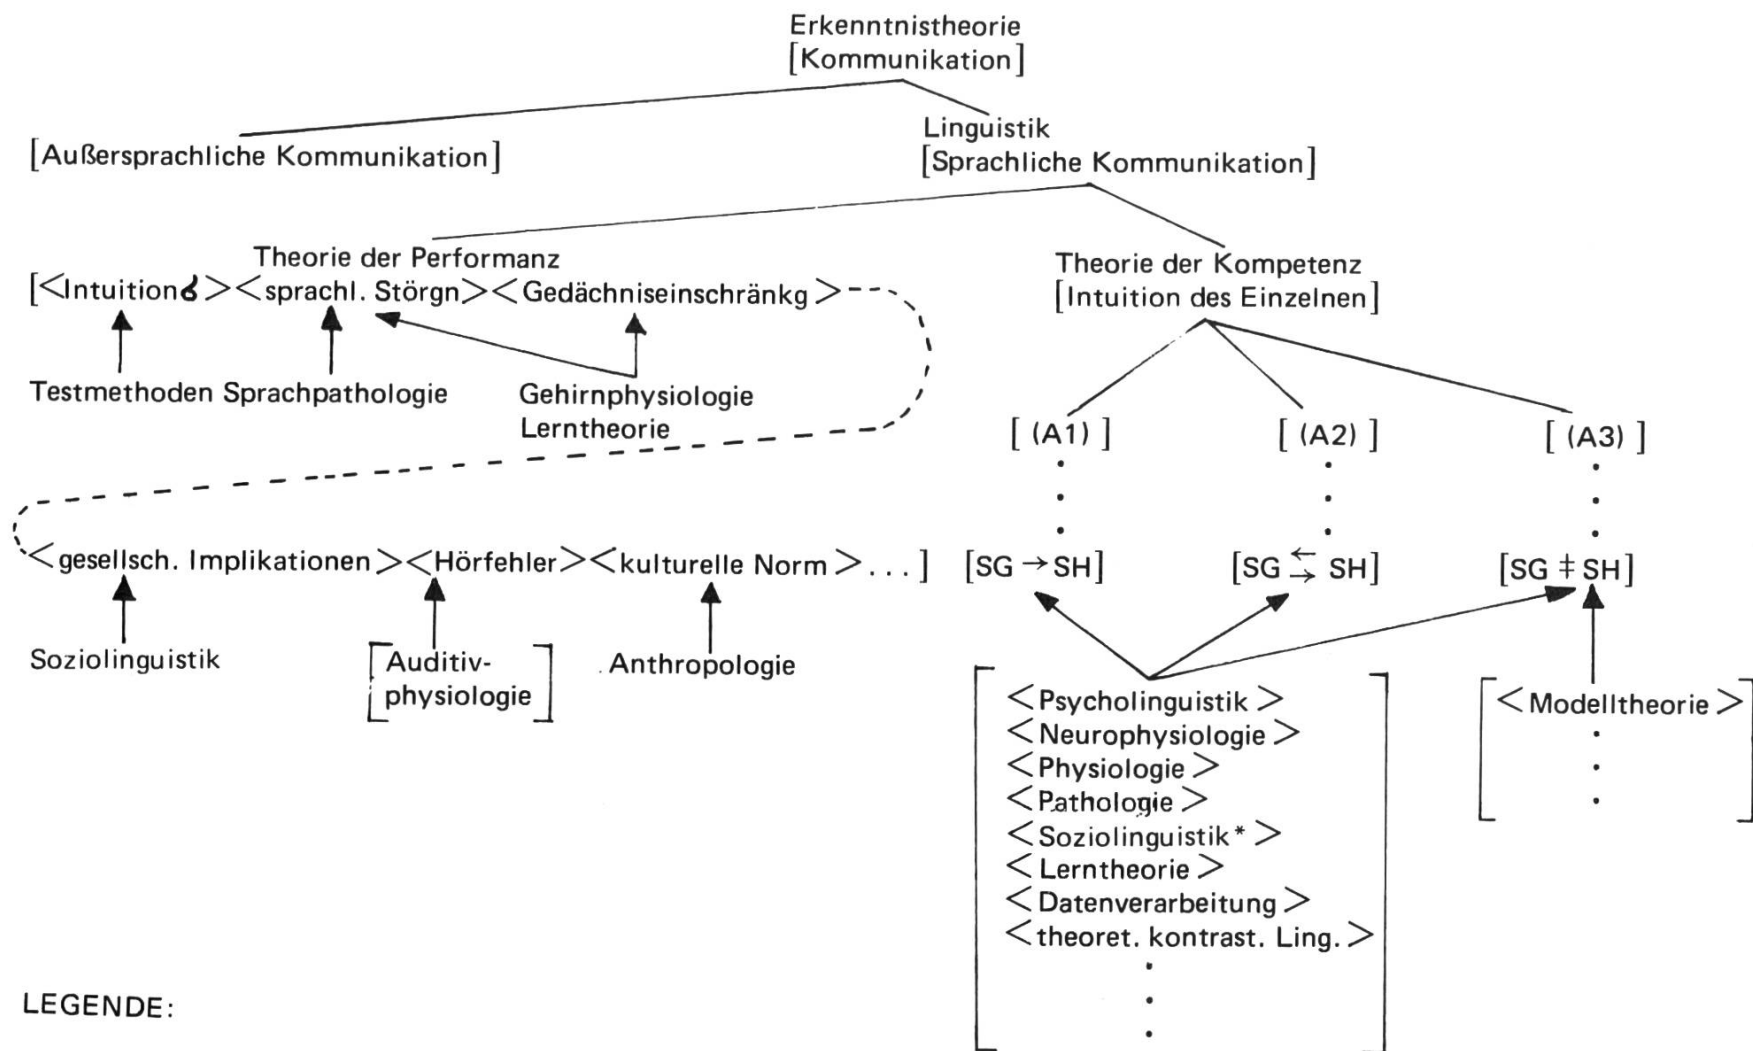 Erkenntnistheorie
[Kommunikation]
Linguistik
[Außersprachliche Kommunikation]
[Sprachliche Kommunikation]
Theorie der Performanz
Theorie der Kompetenz
[<Intuition><sprachl. Störgn><Gedächniseinschränkg>
[Intuition des Einzelnen]
Testmethoden Sprachpathologie
Gehirnphysiologie
Lerntheorie
[(A1)] [(A2)] [(A3)]
<gesellsch. Implikationen><Hörfehler><kulturelle Norm>...]
[SG → SH] [SG ⇆ SH] [SG ‡ SH]
Soziolinguistik
[Auditiv-
physiologie]
Anthropologie
<Psycholinguistik>
<Neurophysiologie>
<Physiologie>
<Pathologie>
<Soziolinguistik*>
<Lerntheorie>
<Datenverarbeitung>
<theoret. kontrast. Ling.>
<Modelltheorie>
LEGENDE: